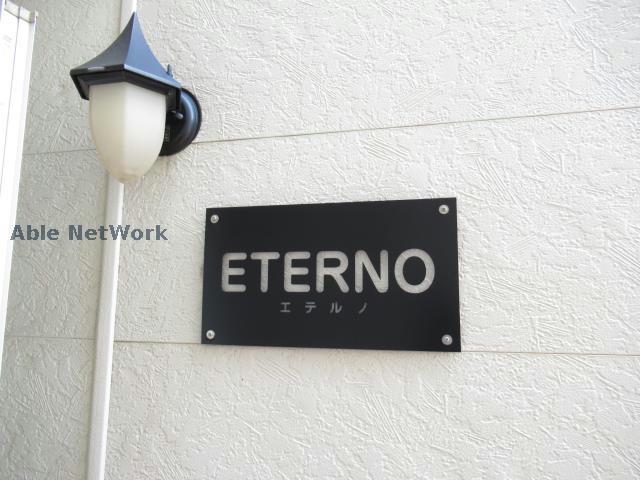 Able NetWork
ETERNO
エテルノ